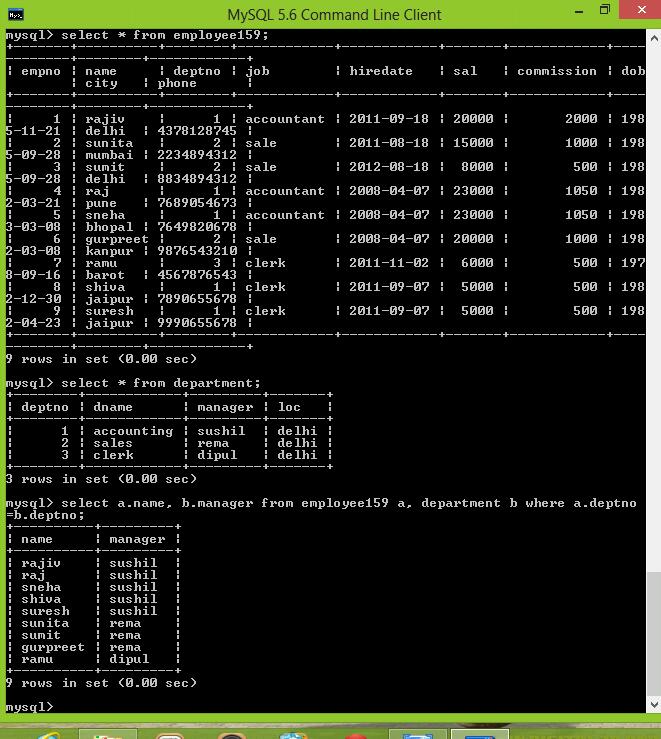 MySQL 5.6 Command Line Client
mysql> select * from employee159;
+-------+----------+--------+------------+------------+-------+------------+----
--------+--------+------------+
| empno | name | deptno | job | hiredate | sal | commission | dob
| city | phone |
+-------+----------+--------+------------+------------+-------+------------+----
--------+--------+------------+
| 1 | rajiv | 1 | accountant | 2011-09-18 | 20000 | 2000 | 198
5-11-21 | delhi | 4378128745 |
| 2 | sunita | 2 | sale | 2011-08-18 | 15000 | 1000 | 198
5-09-28 | mumbai | 2234894312 |
| 3 | sumit | 2 | sale | 2012-08-18 | 8000 | 500 | 198
5-09-28 | delhi | 8834894312 |
| 4 | raj | 1 | accountant | 2008-04-07 | 23000 | 1050 | 198
2-03-21 | pune | 7689054673 |
| 5 | sneha | 1 | accountant | 2008-04-07 | 23000 | 1050 | 198
3-03-08 | bhopal | 7649820678 |
| 6 | gurpreet | 2 | sale | 2008-04-07 | 20000 | 1000 | 198
2-03-08 | kanpur | 9876543210 |
| 7 | ramu | 3 | clerk | 2011-11-02 | 6000 | 500 | 197
8-09-16 | barot | 4567876543 |
| 8 | shiva | 1 | clerk | 2011-09-07 | 5000 | 500 | 198
2-12-30 | jaipur | 7890655678 |
| 9 | suresh | 1 | clerk | 2011-09-07 | 5000 | 500 | 198
2-04-23 | jaipur | 9990655678 |
+-------+----------+--------+------------+------------+-------+------------+----
--------+--------+------------+
9 rows in set (0.00 sec)
mysql> select * from department;
+--------+------------+---------+-------+
| deptno | dname | manager | loc |
+--------+------------+---------+-------+
| 1 | accounting | sushil | delhi |
| 2 | sales | rema | delhi |
| 3 | clerk | dipul | delhi |
+--------+------------+---------+-------+
3 rows in set (0.00 sec)
mysql> select a.name, b.manager from employee159 a, department b where a.deptno
=b.deptno;
+----------+---------+
| name | manager |
+----------+---------+
| rajiv | sushil |
| raj | sushil |
| sneha | sushil |
| shiva | sushil |
| suresh | sushil |
| sunita | rema |
| sumit | rema |
| gurpreet | rema |
| ramu | dipul |
+----------+---------+
9 rows in set (0.00 sec)
mysql>